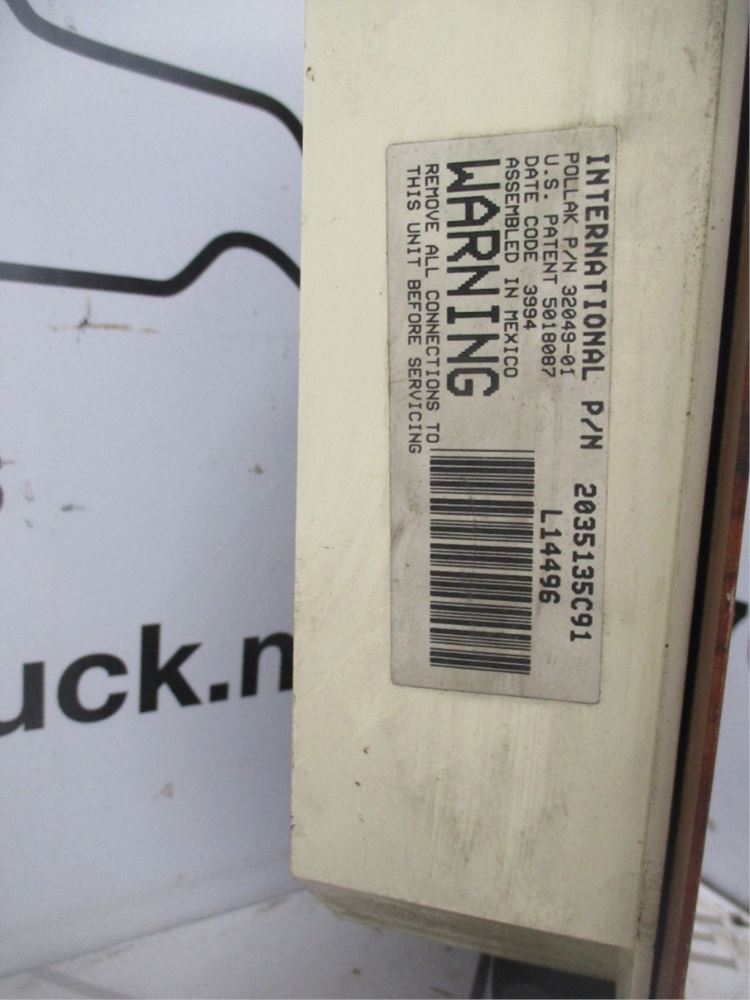 INTERNATIONAL P/N 2035135C91
POLLAK P/N 32049-01
L14496
U.S. PATENT 5018087
DATE CODE 3994
ASSEMBLED IN MEXICO
WARNING
REMOVE ALL CONNECTIONS TO
THIS UNIT BEFORE SERVICING
uck.n